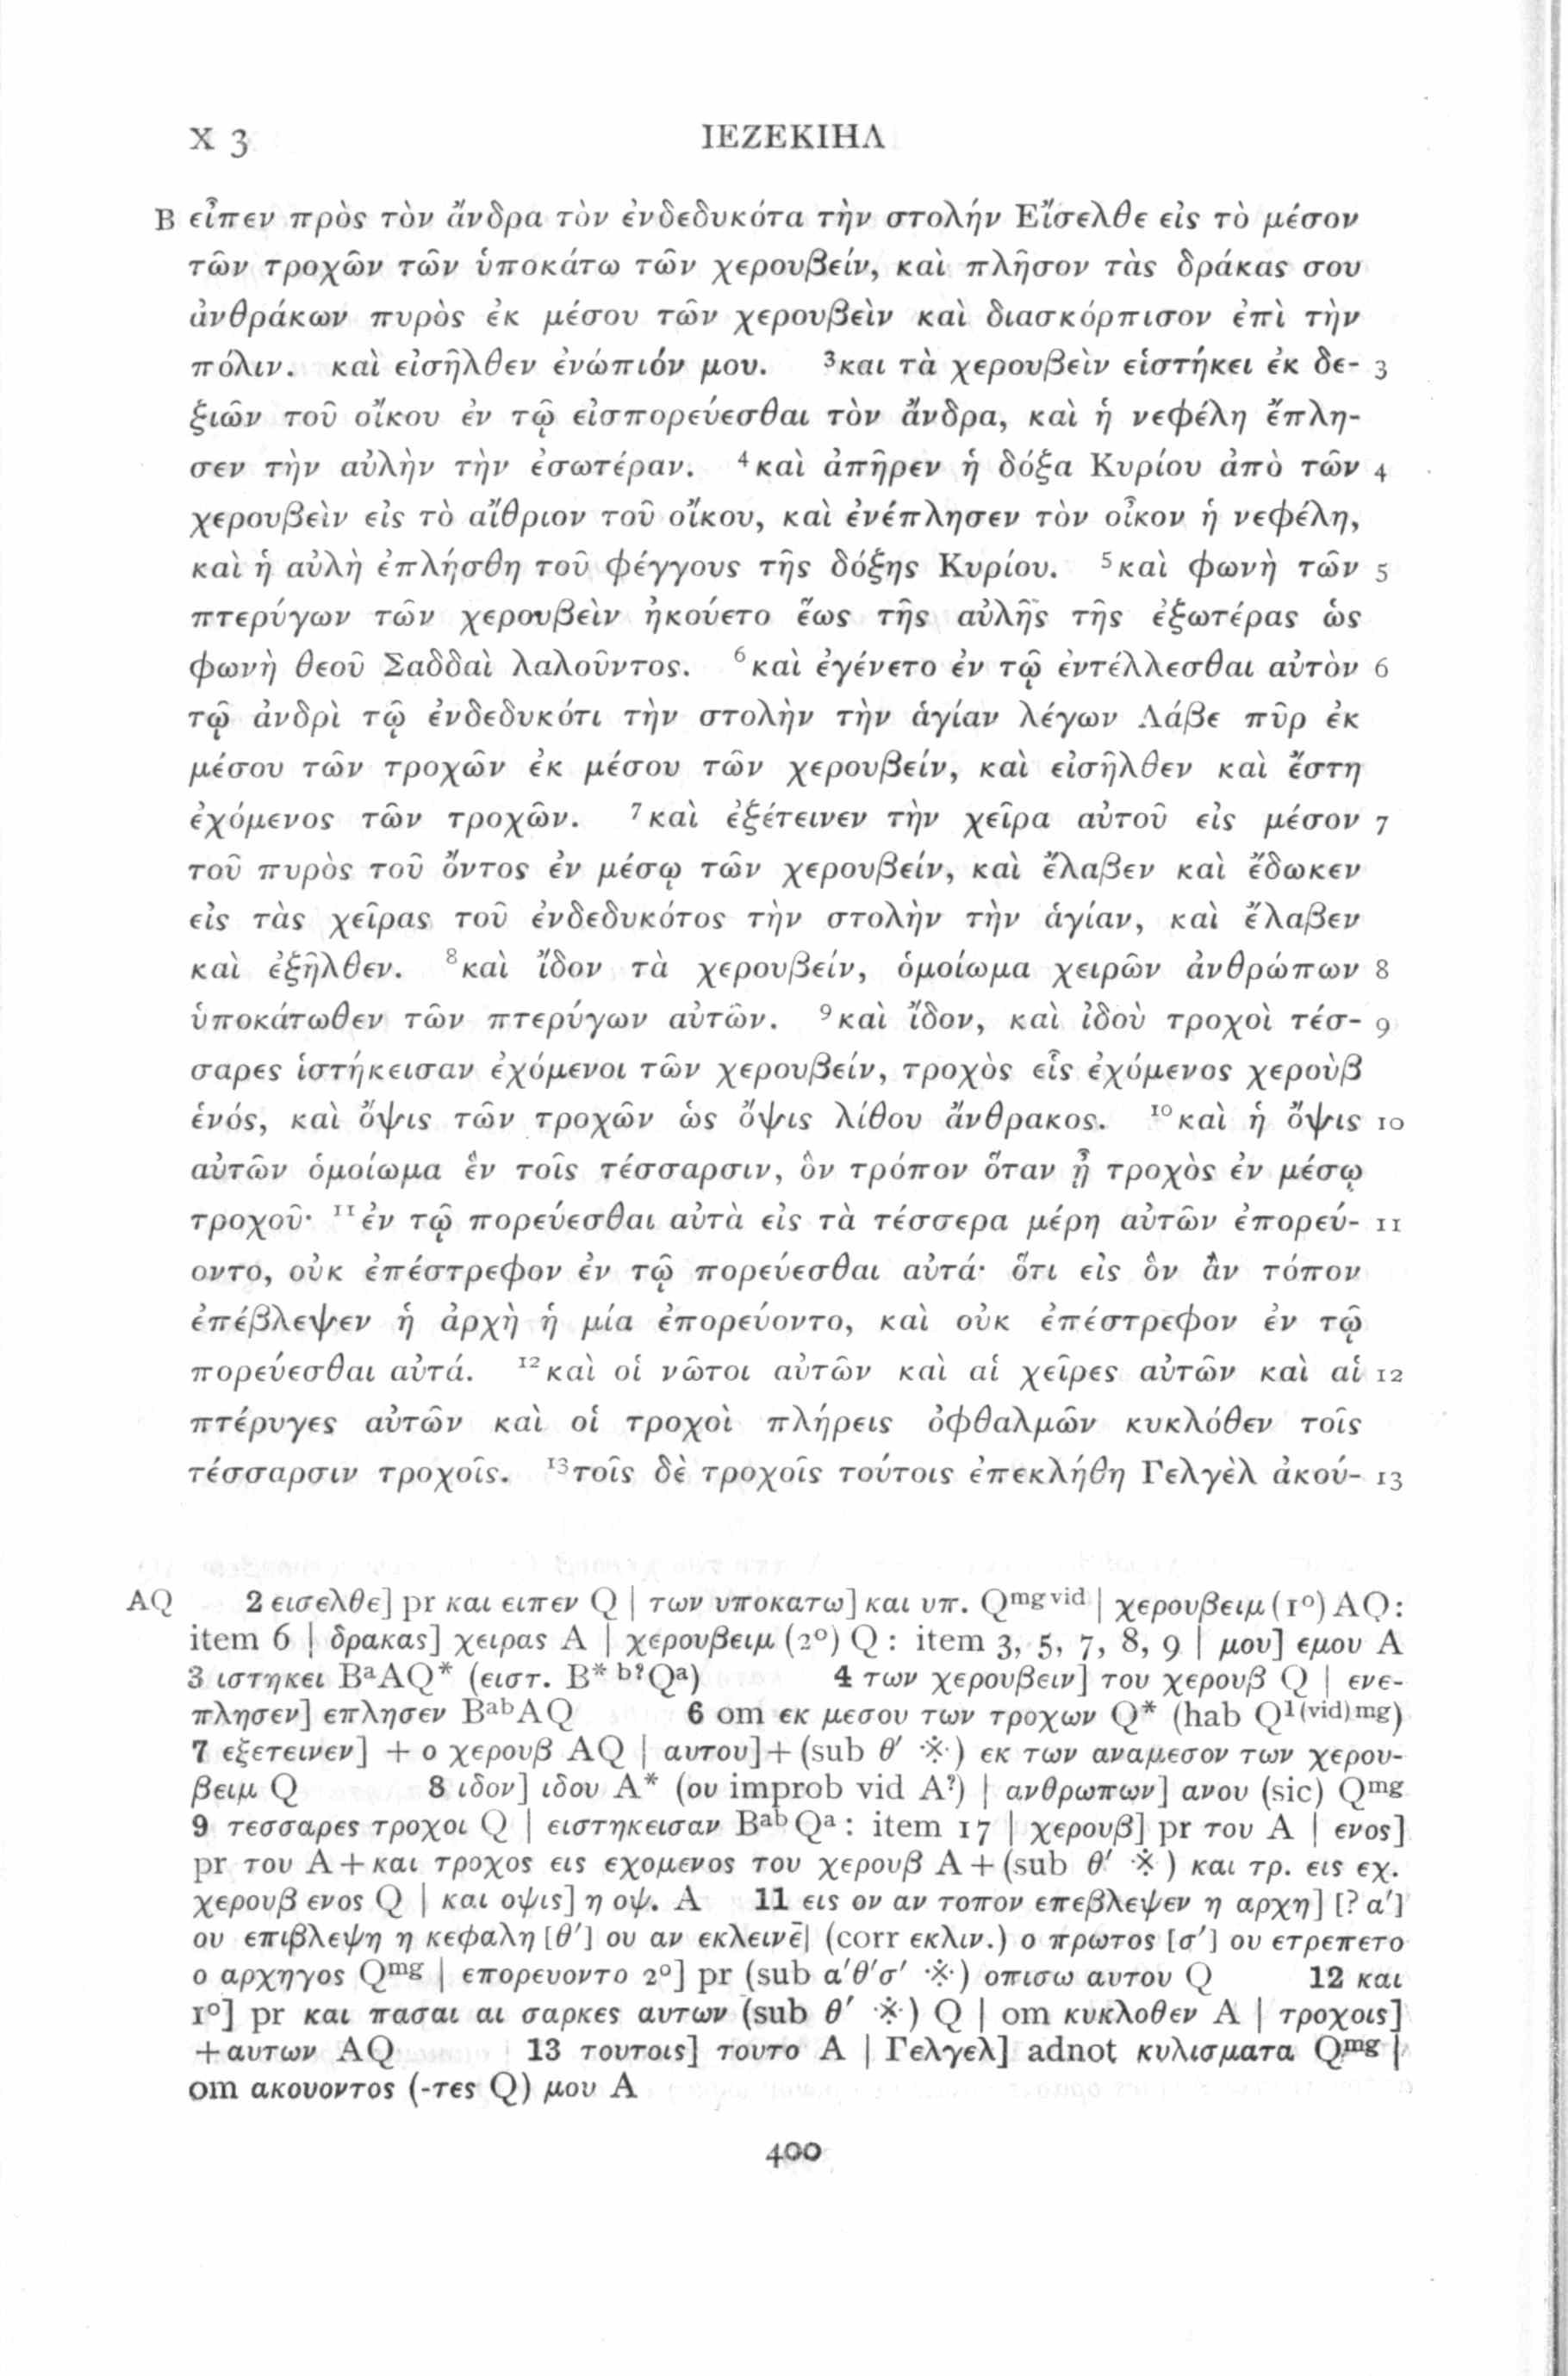 X 3 ΙΕΖΕΚΙΗΛ
B εἶπεν πρὸς τὸν ἄνδρα τὸν ἐνδεδυκότα τὴν στολήν Εἴσελθε εἰς τὸ μέσον
τῶν τροχῶν τῶν ὑποκάτω τῶν χερουβείν, καὶ πλῆσον τὰς δράκας σου
ἀνθράκων πυρὸς ἐκ μέσου τῶν χερουβεὶν καὶ διασκόρπισον ἐπὶ τὴν
πόλιν. καὶ εἰσῆλθεν ἐνώπιόν μου. ³και τὰ χερουβεὶν εἱστήκει ἐκ δε- 3
ξιῶν τοῦ οἴκου ἐν τῷ εἰσπορεύεσθαι τὸν ἄνδρα, καὶ ἡ νεφέλη ἔπλη-
σεν τὴν αὐλὴν τὴν ἐσωτέραν. ⁴καὶ ἀπῆρεν ἡ δόξα Κυρίου ἀπὸ τῶν 4
χερουβεὶν εἰς τὸ αἴθριον τοῦ οἴκου, καὶ ἐνέπλησεν τὸν οἶκον ἡ νεφέλη,
καὶ ἡ αὐλὴ ἐπλήσθη τοῦ φέγγους τῆς δόξης Κυρίου. ⁵καὶ φωνὴ τῶν 5
πτερύγων τῶν χερουβεὶν ἠκούετο ἕως τῆς αὐλῆς τῆς ἐξωτέρας ὡς
φωνὴ θεοῦ Σαδδαὶ λαλοῦντος. ⁶καὶ ἐγένετο ἐν τῷ ἐντέλλεσθαι αὐτὸν 6
τῷ ἀνδρὶ τῷ ἐνδεδυκότι τὴν στολὴν τὴν ἁγίαν λέγων Λάβε πῦρ ἐκ
μέσου τῶν τροχῶν ἐκ μέσου τῶν χερουβείν, καὶ εἰσῆλθεν καὶ ἔστη
ἐχόμενος τῶν τροχῶν. ⁷καὶ ἐξέτεινεν τὴν χεῖρα αὐτοῦ εἰς μέσον 7
τοῦ πυρὸς τοῦ ὄντος ἐν μέσῳ τῶν χερουβείν, καὶ ἔλαβεν καὶ ἔδωκεν
εἰς τὰς χεῖρας τοῦ ἐνδεδυκότος τὴν στολὴν τὴν ἁγίαν, καὶ ἔλαβεν
καὶ ἐξῆλθεν. ⁸καὶ ἴδον τὰ χερουβείν, ὁμοίωμα χειρῶν ἀνθρώπων 8
ὑποκάτωθεν τῶν πτερύγων αὐτῶν. ⁹καὶ ἴδον, καὶ ἰδοὺ τροχοὶ τέσ- 9
σαρες ἱστήκεισαν ἐχόμενοι τῶν χερουβείν, τροχὸς εἷς ἐχόμενος χεροὺβ
ἑνός, καὶ ὄψις τῶν τροχῶν ὡς ὄψις λίθου ἄνθρακος. ¹⁰καὶ ἡ ὄψις 10
αὐτῶν ὁμοίωμα ἓν τοῖς τέσσαρσιν, ὃν τρόπον ὅταν ᾖ τροχὸς ἐν μέσῳ
τροχοῦ· ¹¹ἐν τῷ πορεύεσθαι αὐτὰ εἰς τὰ τέσσερα μέρη αὐτῶν ἐπορεύ- 11
οντο, οὐκ ἐπέστρεφον ἐν τῷ πορεύεσθαι αὐτά· ὅτι εἰς ὃν ἂν τόπον
ἐπέβλεψεν ἡ ἀρχὴ ἡ μία ἐπορεύοντο, καὶ οὐκ ἐπέστρεφον ἐν τῷ
πορεύεσθαι αὐτά. ¹²καὶ οἱ νῶτοι αὐτῶν καὶ αἱ χεῖρες αὐτῶν καὶ αἱ 12
πτέρυγες αὐτῶν καὶ οἱ τροχοὶ πλήρεις ὀφθαλμῶν κυκλόθεν τοῖς
τέσσαρσιν τροχοῖς. ¹³τοῖς δὲ τροχοῖς τούτοις ἐπεκλήθη Γελγὲλ ἀκού- 13
AQ 2 εισελθε] pr και ειπεν Q | των υποκατω] και υπ. Qᵐᵍ ᵛⁱᵈ | χερουβειμ (1°) AQ:
item 6 | δρακας] χειρας A | χερουβειμ (2°) Q : item 3, 5, 7, 8, 9 | μου] εμου A
3 ιστηκει BᵃAQ* (ειστ. B* ᵇ?Qᵃ) 4 των χερουβειν] του χερουβ Q | ενε-
πλησεν] επλησεν BᵃᵇAQ 6 om εκ μεσου των τροχων Q* (hab Q¹⁽ᵛⁱᵈ⁾ᵐᵍ)
7 εξετεινεν] + ο χερουβ AQ | αυτου]+ (sub θ′ ※) εκ των αναμεσον των χερου-
βειμ Q 8 ιδον] ιδου A* (ου improb vid A?) | ανθρωπων] ανου (sic) Qᵐᵍ
9 τεσσαρες τροχοι Q | ειστηκεισαν BᵃᵇQᵃ : item 17 | χερουβ] pr του A | ενος]
pr του A + και τροχος εις εχομενος του χερουβ A + (sub θ′ ※) και τρ. εις εχ.
χερουβ ενος Q | και οψις] η οψ. A 11 εις ον αν τοπον επεβλεψεν η αρχη] [? α′]
ου επιβλεψη η κεφαλη [θ′] ου αν εκλεινε̄| (corr εκλιν.) ο πρωτος [σ′] ου ετρεπετο
ο αρχηγος Qᵐᵍ | επορευοντο 2°] pr (sub α′θ′σ′ ※) οπισω αυτου Q 12 και
1°] pr και πασαι αι σαρκες αυτων (sub θ′ ※) Q | om κυκλοθεν A | τροχοις]
+αυτων AQ 13 τουτοις] τουτο A | Γελγελ] adnot κυλισματα Qᵐᵍ |
om ακουοντος (-τες Q) μου A
400